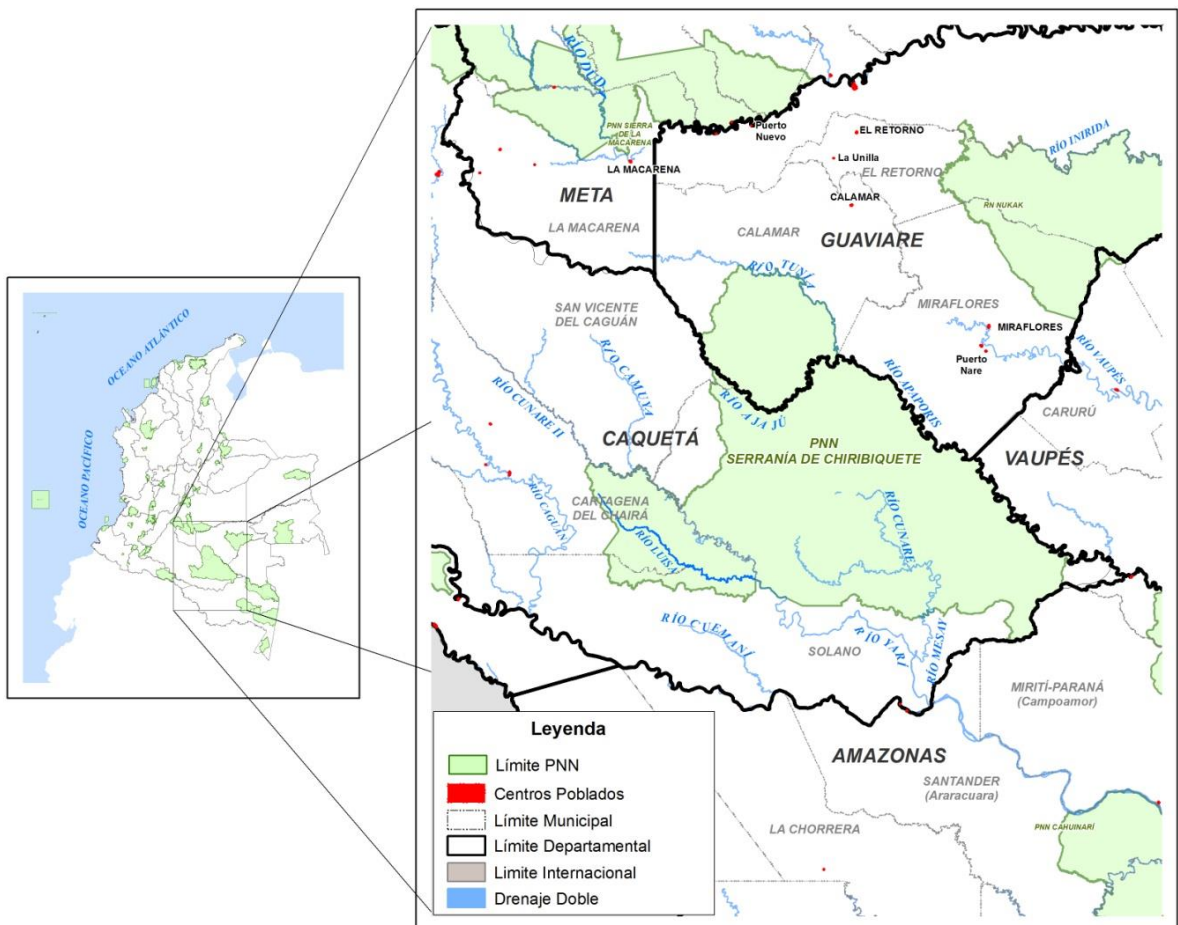 OCEANO ATLÁNTICO
OCEANO PACÍFICO
RÍO DUDA
PNN SIERRA
DE LA
MACARENA
Puerto
Nuevo
EL RETORNO
La Unilla
EL RETORNO
RÍO INIRIDA
LA MACARENA
META
LA MACARENA
CALAMAR
CALAMAR
GUAVIARE
RN NUKAK
RÍO TUNÍA
SAN VICENTE
DEL CAGUÁN
MIRAFLORES
MIRAFLORES
Puerto
Nare
RÍO VAUPÉS
RÍO CAMUYA
RÍO CUNARE II
RÍO AJAJÚ
RÍO APAPORIS
CARURÚ
CAQUETÁ
PNN
SERRANÍA DE CHIRIBIQUETE
VAUPÉS
RÍO CAGUÁN
CARTAGENA
DEL CHAIRÁ
RÍO LUISA
RÍO CUNARE
RÍO CUEMANÍ
SOLANO
RÍO YARÍ
RÍO MESAY
MIRITÍ-PARANÁ
(Campoamor)
AMAZONAS
SANTANDER
(Araracuara)
LA CHORRERA
PNN CAHUINARÍ
Leyenda
Límite PNN
Centros Poblados
Límite Municipal
Límite Departamental
Limite Internacional
Drenaje Doble